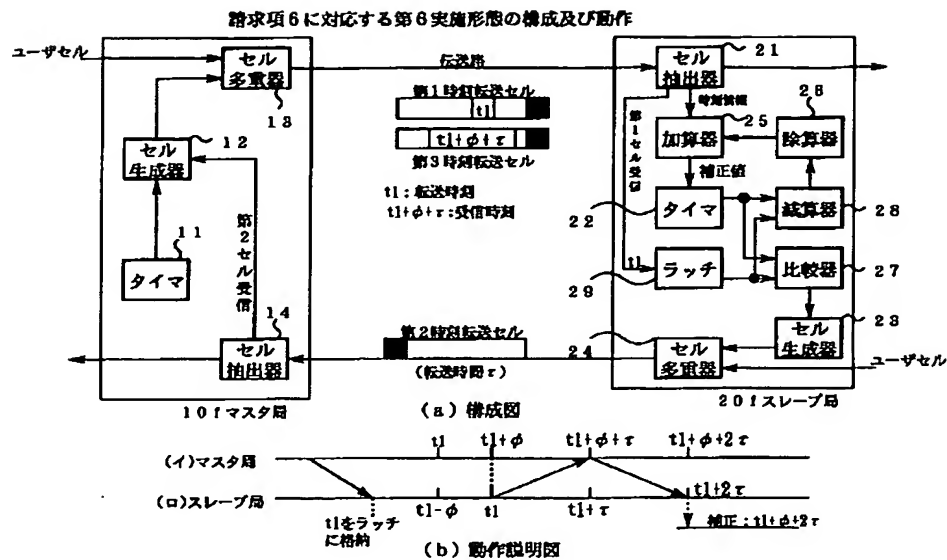 請求項6に対応する第6実施形態の構成及び動作
ユーザセル
セル
多重器
13
12
セル
生成器
11
タイマ
第2セル受信
14
セル
抽出器
10fマスタ局
伝送路
第1時刻転送セル
t1
t1+φ+τ
第3時刻転送セル
t1:転送時刻
t1+φ+τ:受信時刻
第2時刻転送セル
(転送時間τ)
(a) 構成図
21
セル
抽出器
時刻情報
第1セル受信
25
加算器
除算器
補正値
22
タイマ
減算器
28
t1
ラッチ
29
比較器
27
セル
生成器
23
24
セル
多重器
ユーザセル
20fスレーブ局
(イ)マスタ局
t1
t1+φ
t1+φ+τ
t1+φ+2τ
(ロ)スレーブ局
t1をラッチ
に格納
t1-φ
t1
t1+τ
t1+2τ
補正:t1+φ+2τ
(b) 動作説明図